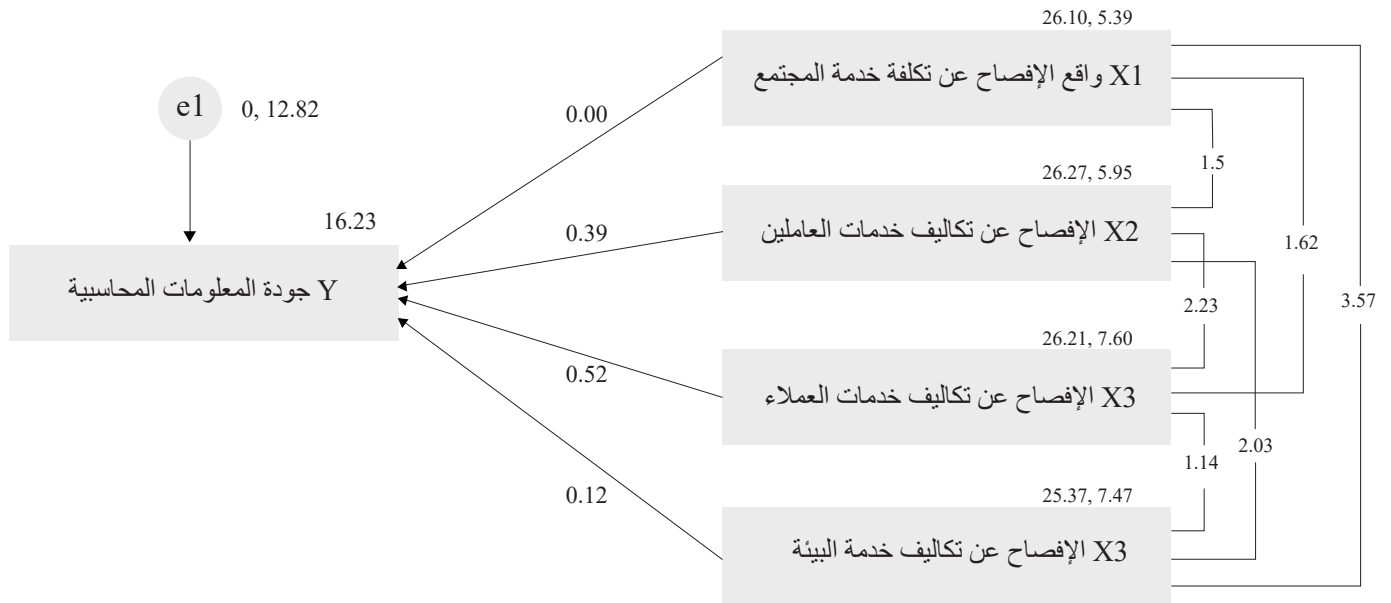 26.10, 5.39
X1 واقع الإفصاح عن تكلفة خدمة المجتمع
e1
0, 12.82
0.00
1.5
26.27, 5.95
X2 الإفصاح عن تكاليف خدمات العاملين
16.23
0.39
1.62
Y جودة المعلومات المحاسبية
2.23
3.57
26.21, 7.60
0.52
X3 الإفصاح عن تكاليف خدمات العملاء
2.03
1.14
0.12
25.37, 7.47
X3 الإفصاح عن تكاليف خدمة البيئة